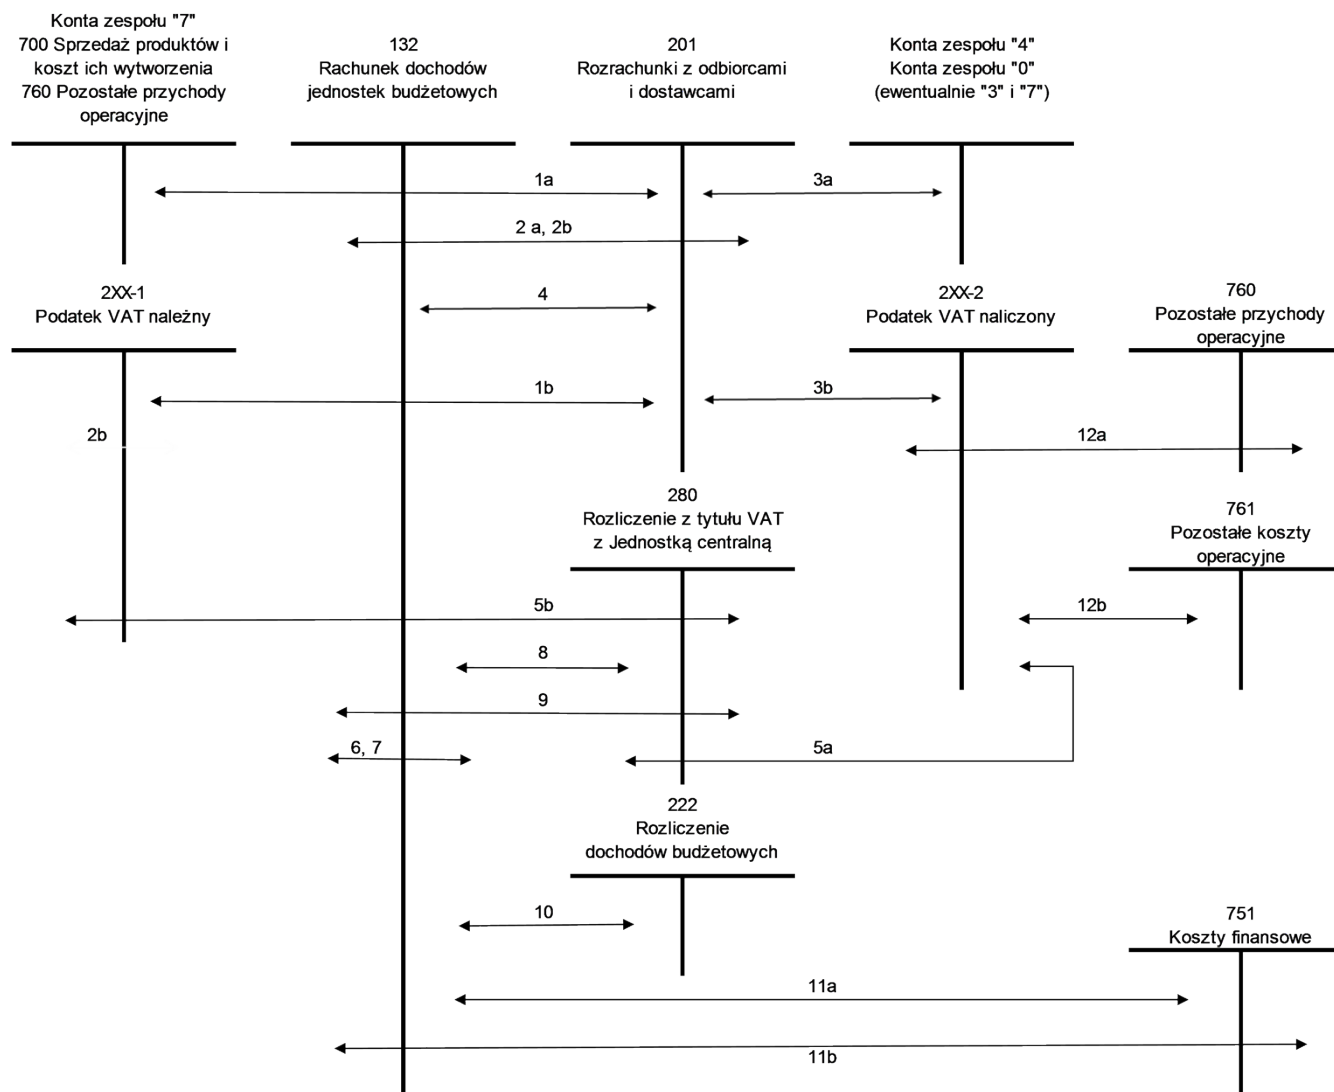 Konta zespołu "7"
700 Sprzedaż produktów i
koszt ich wytworzenia
760 Pozostałe przychody
operacyjne
132
Rachunek dochodów
jednostek budżetowych
201
Rozrachunki z odbiorcami
i dostawcami
Konta zespołu "4"
Konta zespołu "0"
(ewentualnie "3" i "7")
1a
3a
2 a, 2b
2XX-1
Podatek VAT należny
4
2XX-2
Podatek VAT naliczony
760
Pozostałe przychody
operacyjne
1b
3b
2b
12a
280
Rozliczenie z tytułu VAT
z Jednostką centralną
761
Pozostałe koszty
operacyjne
5b
12b
8
9
6, 7
5a
222
Rozliczenie
dochodów budżetowych
10
751
Koszty finansowe
11a
11b